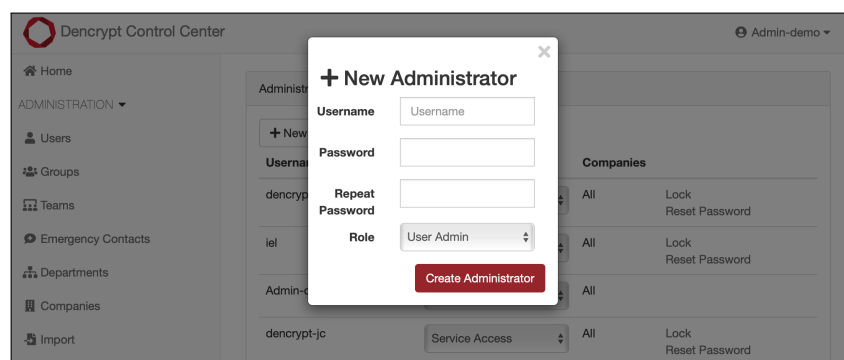 Dencrypt Control Center
Admin-demo
Home
ADMINISTRATION
Users
Groups
Teams
Emergency Contacts
Departments
Companies
Import
Administr
+ New
Userna
Companies
dencryp
All
Lock
Reset Password
iel
All
Lock
Reset Password
Admin-d
All
dencrypt-jc
Service Access
All
Lock
Reset Password
×
+ New Administrator
Username
Username
Password
Repeat
Password
Role
User Admin
Create Administrator